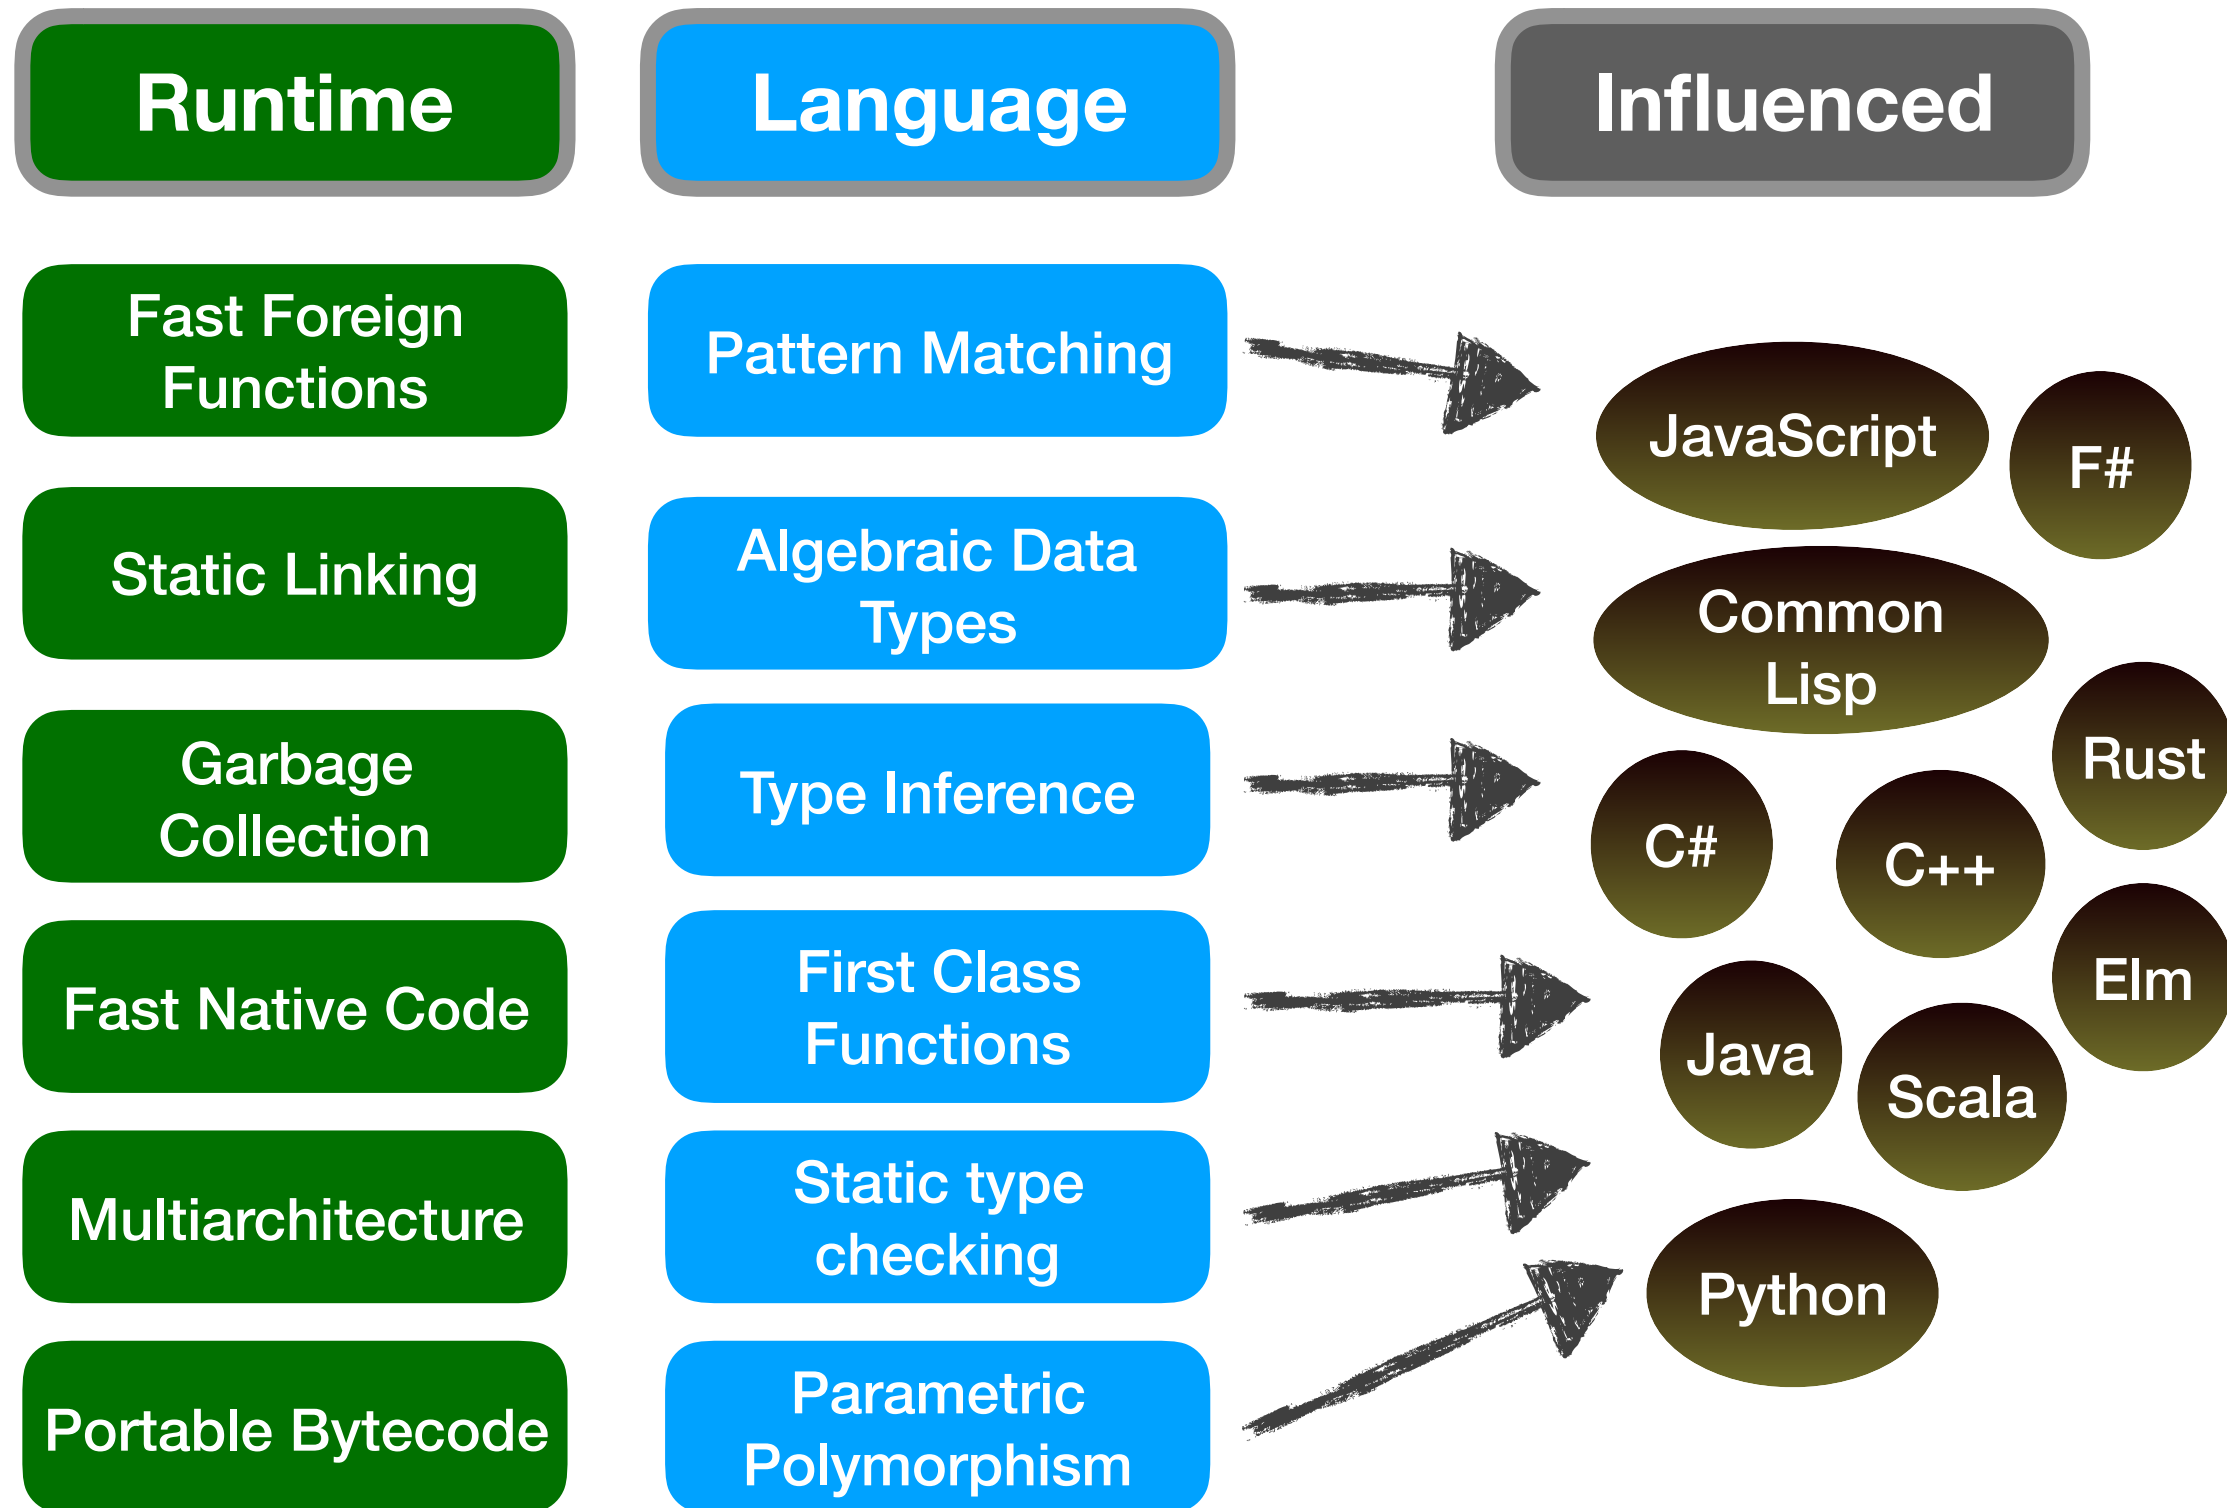 Runtime
Language
Influenced
Fast Foreign
Functions
Static Linking
Garbage
Collection
Fast Native Code
Multiarchitecture
Portable Bytecode
Pattern Matching
Algebraic Data
Types
Type Inference
First Class
Functions
Static type
checking
Parametric
Polymorphism
JavaScript
F#
Common
Lisp
Rust
C#
C++
Elm
Java
Scala
Python